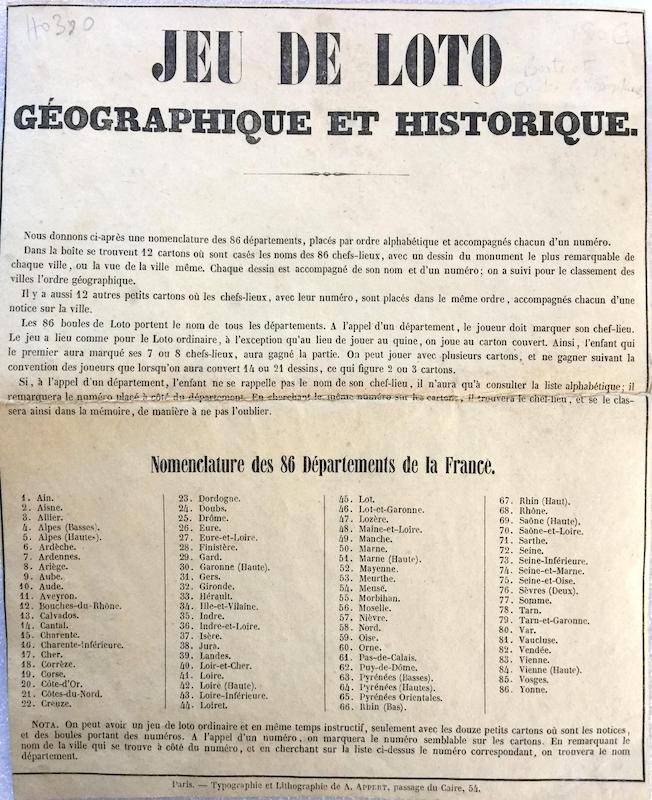 H0380
JEU DE LOTO
GÉOGRAPHIQUE ET HISTORIQUE.
Nous donnons ci-après une nomenclature des 86 départements, placés par ordre alphabétique et accompagnés chacun d'un numéro.
Dans la boîte se trouvent 12 cartons où sont casés les noms des 86 chefs-lieux, avec un dessin du monument le plus remarquable de
chaque ville, ou la vue de la ville même. Chaque dessin est accompagné de son nom et d'un numéro; on a suivi pour le classement des
villes l'ordre géographique.
Il y a aussi 12 autres petits cartons où les chefs-lieux, avec leur numéro, sont placés dans le même ordre, accompagnés chacun d'une
notice sur la ville.
Les 86 boules de Loto portent le nom de tous les départements. A l'appel d'un département, le joueur doit marquer son chef-lieu.
Le jeu a lieu comme pour le Loto ordinaire, à l'exception qu'au lieu de jouer au quine, on joue au carton couvert. Ainsi, l'enfant qui
le premier aura marqué ses 7 ou 8 chefs-lieux, aura gagné la partie. On peut jouer avec plusieurs cartons, et ne gagner suivant la
convention des joueurs que lorsqu'on aura couvert 14 ou 21 dessins, ce qui figure 2 ou 3 cartons.
Si, à l'appel d'un département, l'enfant ne se rappelle pas le nom de son chef-lieu, il n'aura qu'à consulter la liste alphabétique; il
remarquera le numéro placé à côté du département. En cherchant le même numéro sur les cartons, il trouvera le chef-lieu, et se le clas-
sera ainsi dans la mémoire, de manière à ne pas l'oublier.
Nomenclature des 86 Départements de la France.
1. Ain.
2. Aisne.
3. Allier.
4. Alpes (Basses).
5. Alpes (Hautes).
6. Ardèche.
7. Ardennes.
8. Ariège.
9. Aube.
10. Aude.
11. Aveyron.
12. Bouches-du-Rhône.
13. Calvados.
14. Cantal.
15. Charente.
16. Charente-Inférieure.
17. Cher.
18. Corrèze.
19. Corse.
20. Côte-d'Or.
21. Côtes-du-Nord.
22. Creuze.
23. Dordogne.
24. Doubs.
25. Drôme.
26. Eure.
27. Eure-et-Loire.
28. Finistère.
29. Gard.
30. Garonne (Haute).
31. Gers.
32. Gironde.
33. Hérault.
34. Ille-et-Vilaine.
35. Indre.
36. Indre-et-Loire.
37. Isère.
38. Jura.
39. Landes.
40. Loir-et-Cher.
41. Loire.
42. Loire (Haute).
43. Loire-Inférieure.
44. Loiret.
45. Lot.
46. Lot-et-Garonne.
47. Lozère.
48. Maine-et-Loire.
49. Manche.
50. Marne.
51. Marne (Haute).
52. Mayenne.
53. Meurthe.
54. Meuse.
55. Morbihan.
56. Moselle.
57. Nièvre.
58. Nord.
59. Oise.
60. Orne.
61. Pas-de-Calais.
62. Puy-de-Dôme.
63. Pyrénées (Basses).
64. Pyrénées (Hautes).
65. Pyrénées Orientales.
66. Rhin (Bas).
67. Rhin (Haut).
68. Rhône.
69. Saône (Haute).
70. Saône-et-Loire.
71. Sarthe.
72. Seine.
73. Seine-Inférieure.
74. Seine-et-Marne.
75. Seine-et-Oise.
76. Sèvres (Deux).
77. Somme.
78. Tarn.
79. Tarn-et-Garonne.
80. Var.
81. Vaucluse.
82. Vendée.
83. Vienne.
84. Vienne (Haute).
85. Vosges.
86. Yonne.
NOTA. On peut avoir un jeu de loto ordinaire et en même temps instructif, seulement avec les douze petits cartons où sont les notices,
et des boules portant des numéros. A l'appel d'un numéro, on marquera le numéro semblable sur les cartons. En remarquant le
nom de la ville qui se trouve à côté du numéro, et en cherchant sur la liste ci-dessus le numéro correspondant, on trouvera le nom du
département.
Paris. — Typographie et Lithographie de A. APPERT, passage du Caire, 54.